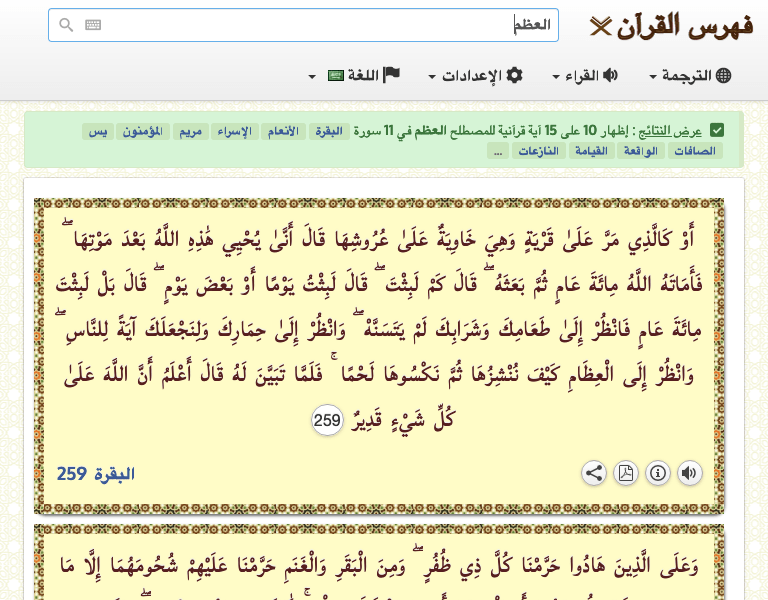 فهرس القرآن
العظم
الترجمة القراء الإعدادات اللغة
عرض النتائج : إظهار 10 على 15 آية قرآنية للمصطلح العظم في 11 سورة البقرة الأنعام الإسراء مريم المؤمنون يس
الصافات الواقعة القيامة النازعات ...
أَوْ كَالَّذِي مَرَّ عَلَىٰ قَرْيَةٍ وَهِيَ خَاوِيَةٌ عَلَىٰ عُرُوشِهَا قَالَ أَنَّىٰ يُحْيِي هَٰذِهِ اللَّهُ بَعْدَ مَوْتِهَا ۖ
فَأَمَاتَهُ اللَّهُ مِائَةَ عَامٍ ثُمَّ بَعَثَهُ ۖ قَالَ كَمْ لَبِثْتَ ۖ قَالَ لَبِثْتُ يَوْمًا أَوْ بَعْضَ يَوْمٍ ۖ قَالَ بَلْ لَبِثْتَ
مِائَةَ عَامٍ فَانْظُرْ إِلَىٰ طَعَامِكَ وَشَرَابِكَ لَمْ يَتَسَنَّهْ ۖ وَانْظُرْ إِلَىٰ حِمَارِكَ وَلِنَجْعَلَكَ آيَةً لِلنَّاسِ ۖ
وَانْظُرْ إِلَى الْعِظَامِ كَيْفَ نُنْشِزُهَا ثُمَّ نَكْسُوهَا لَحْمًا ۚ فَلَمَّا تَبَيَّنَ لَهُ قَالَ أَعْلَمُ أَنَّ اللَّهَ عَلَىٰ
كُلِّ شَيْءٍ قَدِيرٌ 259
البقرة 259
وَعَلَى الَّذِينَ هَادُوا حَرَّمْنَا كُلَّ ذِي ظُفُرٍ ۖ وَمِنَ الْبَقَرِ وَالْغَنَمِ حَرَّمْنَا عَلَيْهِمْ شُحُومَهُمَا إِلَّا مَا